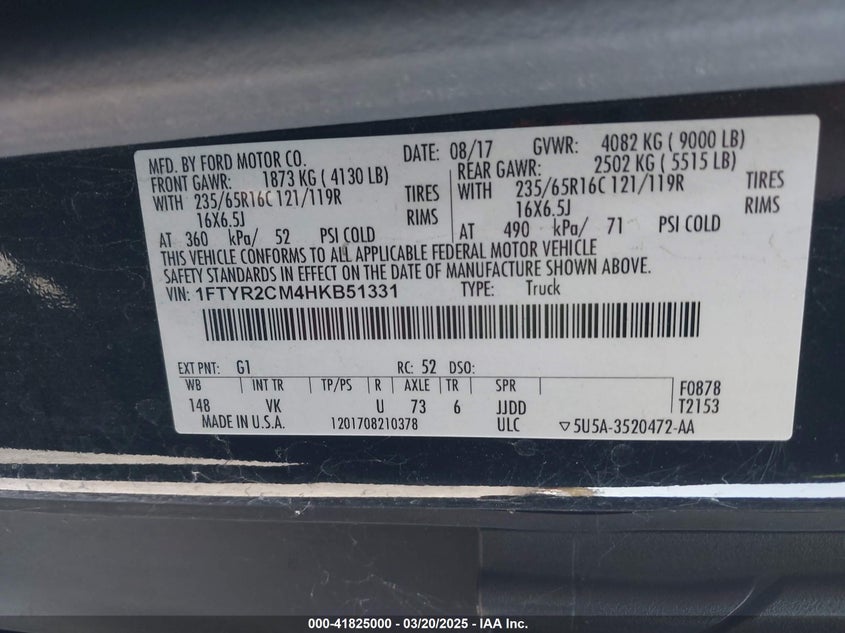 MFD. BY FORD MOTOR CO. DATE: 08/17 GVWR: 4082 KG ( 9000 LB)
FRONT GAWR: 1873 KG ( 4130 LB) REAR GAWR: 2502 KG ( 5515 LB)
WITH 235/65R16C 121/119R TIRES WITH 235/65R16C 121/119R TIRES
16X6.5J RIMS 16X6.5J RIMS
AT 360 kPa/ 52 PSI COLD AT 490 kPa/ 71 PSI COLD
THIS VEHICLE CONFORMS TO ALL APPLICABLE FEDERAL MOTOR VEHICLE
SAFETY STANDARDS IN EFFECT ON THE DATE OF MANUFACTURE SHOWN ABOVE.
VIN: 1FTYR2CM4HKB51331 TYPE: Truck
EXT PNT: G1 RC: 52 DSO:
WB INT TR TP/PS R AXLE TR SPR F0878
148 VK U 73 6 JJDD T2153
MADE IN U.S.A. 1201708210378 ULC ▽5U5A-3520472-AA
000-41825000 / 03/20/2025 / IAA Inc.